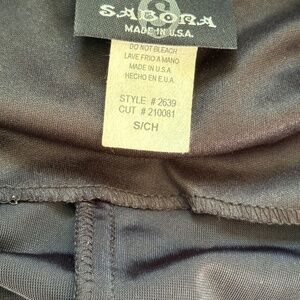 SABORA
MADE IN U.S.A.
DO NOT BLEACH
LAVE FRIO A MANO
MADE IN U.S.A
HECHO EN E.U.A
STYLE # 2639
CUT # 210081
S/CH